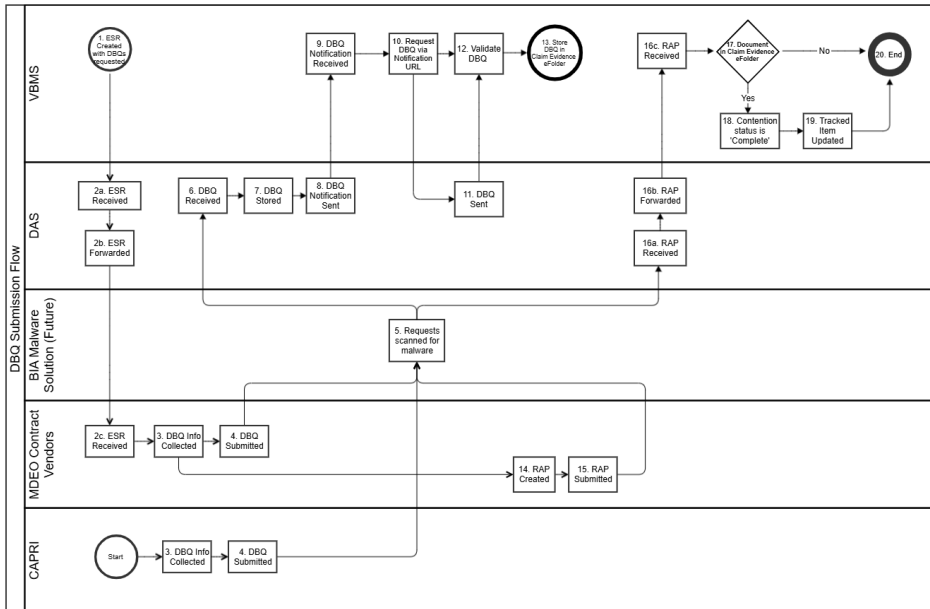 DBQ Submission Flow
VBMS
1. ESR
Created
with DBQs
requested
9. DBQ
Notification
Received
10. Request
DBQ via
Notification
URL
12. Validate
DBQ
13. Store
DBQ in
Claim Evidence
eFolder
16c. RAP
Received
17. Document
in Claim Evidence
eFolder
No
20. End
Yes
18. Contention
status is
'Complete'
19. Tracked
Item
Updated
DAS
2a. ESR
Received
2b. ESR
Forwarded
6. DBQ
Received
7. DBQ
Stored
8. DBQ
Notification
Sent
11. DBQ
Sent
16b. RAP
Forwarded
16a. RAP
Received
BIA Malware
Solution (Future)
5. Requests
scanned for
malware
MDEO Contract
Vendors
2c. ESR
Received
3. DBQ Info
Collected
4. DBQ
Submitted
14. RAP
Created
15. RAP
Submitted
CAPRI
Start
3. DBQ Info
Collected
4. DBQ
Submitted